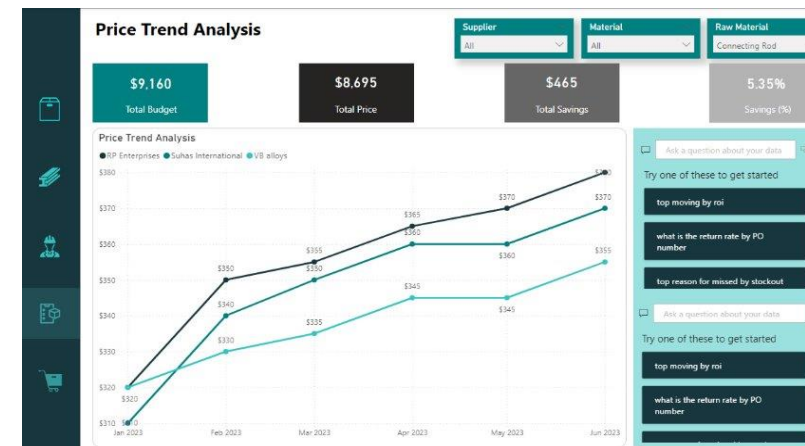 Price Trend Analysis
Supplier
All
Material
All
Raw Material
Connecting Rod
$9,160
Total Budget
$8,695
Total Price
$465
Total Savings
5.35%
Savings (%)
Price Trend Analysis
RP Enterprises Suhas International VB alloys
$380
$370
$360
$350
$340
$330
$320
$310
$320
$350
$355
$365
$370
$340
$350
$360
$360
$370
$330
$335
$345
$345
$355
Jan 2023 Feb 2023 Mar 2023 Apr 2023 May 2023 Jun 2023
Ask a question about your data
Try one of these to get started
top moving by roi
what is the return rate by PO
number
top reason for missed by stockout
Ask a question about your data
Try one of these to get started
top moving by roi
what is the return rate by PO
number